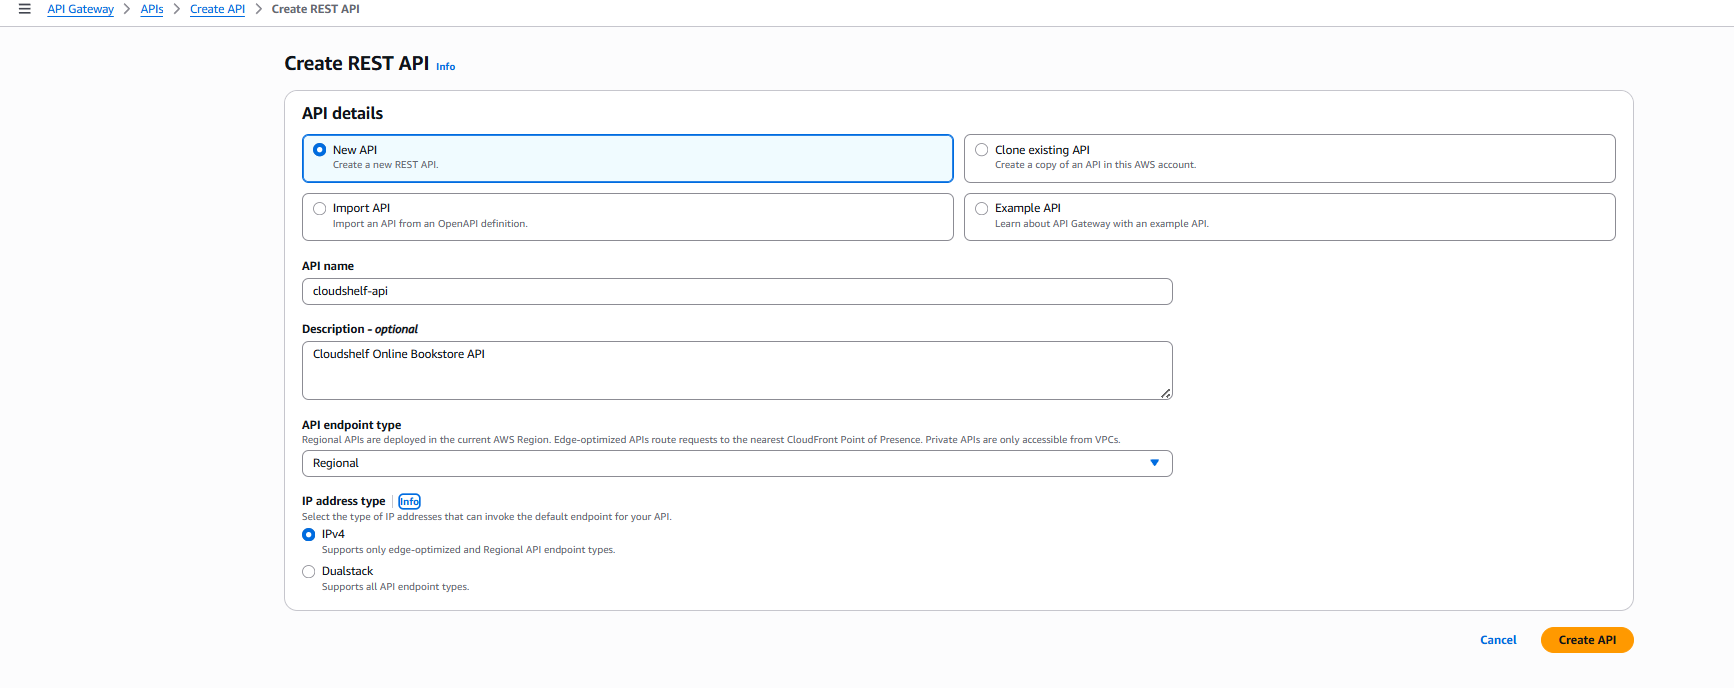 API Gateway > APIs > Create API > Create REST API
Create REST API Info
API details
New API
Create a new REST API.
Clone existing API
Create a copy of an API in this AWS account.
Import API
Import an API from an OpenAPI definition.
Example API
Learn about API Gateway with an example API.
API name
cloudshelf-api
Description - optional
Cloudshelf Online Bookstore API
API endpoint type
Regional APIs are deployed in the current AWS Region. Edge-optimized APIs route requests to the nearest CloudFront Point of Presence. Private APIs are only accessible from VPCs.
Regional
IP address type Info
Select the type of IP addresses that can invoke the default endpoint for your API.
IPv4
Supports only edge-optimized and Regional API endpoint types.
Dualstack
Supports all API endpoint types.
Cancel Create API